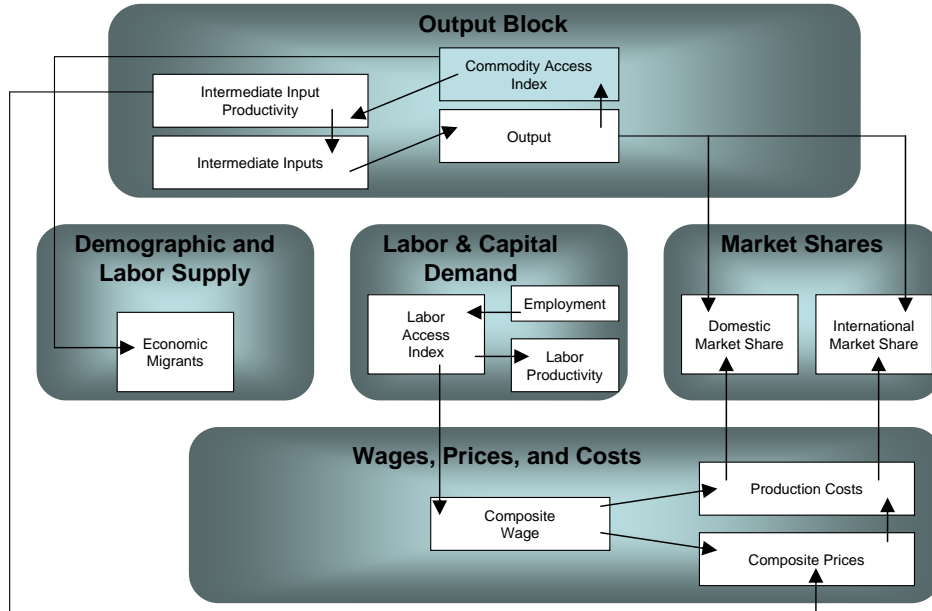 Output Block
Commodity Access
Index
Intermediate Input
Productivity
Output
Intermediate Inputs
Demographic and
Labor Supply
Economic
Migrants
Labor & Capital
Demand
Employment
Labor
Access
Index
Labor
Productivity
Market Shares
Domestic
Market Share
International
Market Share
Wages, Prices, and Costs
Production Costs
Composite
Wage
Composite Prices